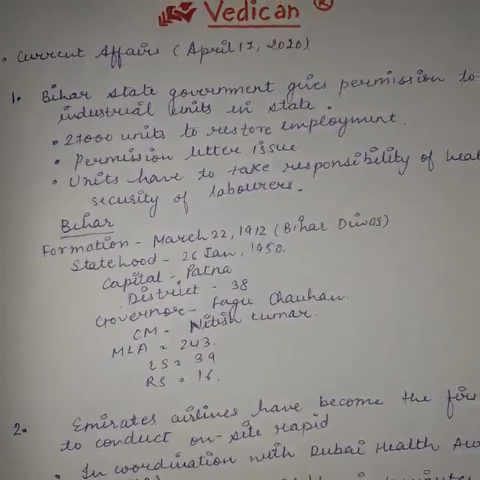 Vedican ®
• Current Affairs (April 17, 2020)
1. Bihar state government gives permission to
industrial units in state.
• 27000 units to restore employment.
• Permission letter issue
• Units have to take responsibility of heal
security of labourers.
Bihar
Formation - March 22, 1912 (Bihar Diwas)
Statehood - 26 Jan, 1950.
Capital - Patna
District - 38
Governor - Fagu Chauhan.
CM - Nitish Kumar.
MLA = 243.
LS = 39
RS = 16.
2. Emirates airlines have become the firs
to conduct on-site rapid
• In coordination with Dubai Health Au